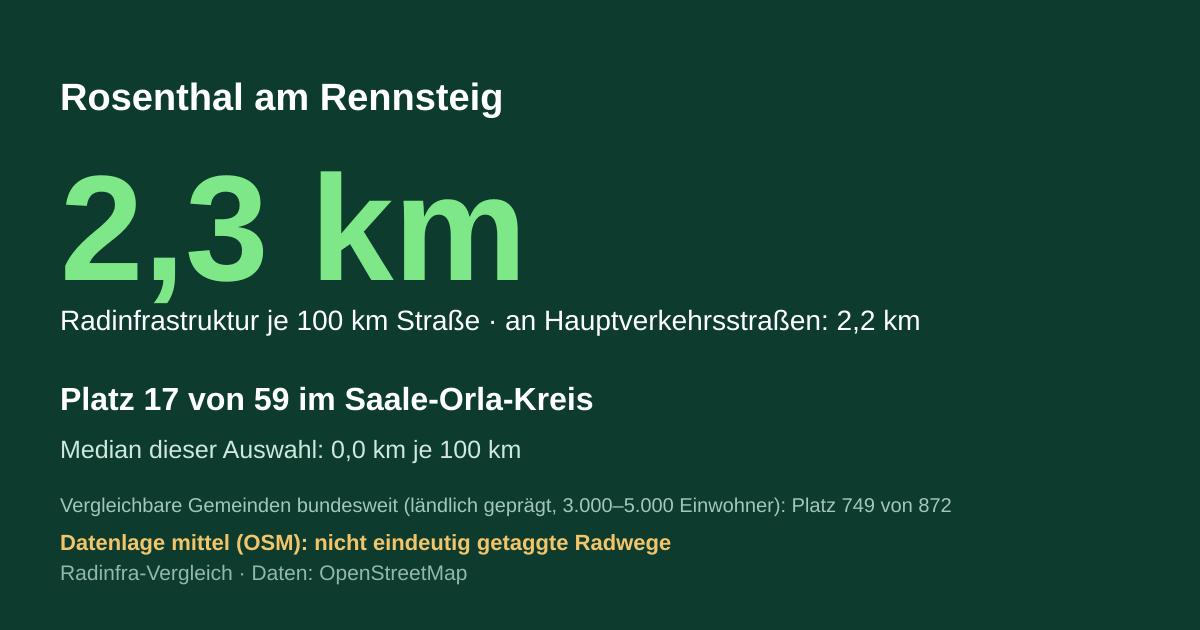 Rosenthal am Rennsteig
2,3 km
Radinfrastruktur je 100 km Straße · an Hauptverkehrsstraßen: 2,2 km
Platz 17 von 59 im Saale-Orla-Kreis
Median dieser Auswahl: 0,0 km je 100 km
Vergleichbare Gemeinden bundesweit (ländlich geprägt, 3.000–5.000 Einwohner): Platz 749 von 872
Datenlage mittel (OSM): nicht eindeutig getaggte Radwege
Radinfra-Vergleich · Daten: OpenStreetMap